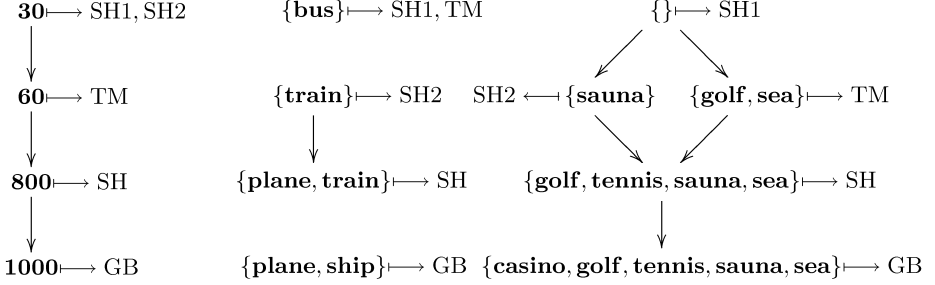 30 ⟼ SH1, SH2 {bus} ⟼ SH1, TM {} ⟼ SH1
60 ⟼ TM {train} ⟼ SH2 SH2 ⟻ {sauna} {golf, sea} ⟼ TM
800 ⟼ SH {plane, train} ⟼ SH {golf, tennis, sauna, sea} ⟼ SH
1000 ⟼ GB {plane, ship} ⟼ GB {casino, golf, tennis, sauna, sea} ⟼ GB